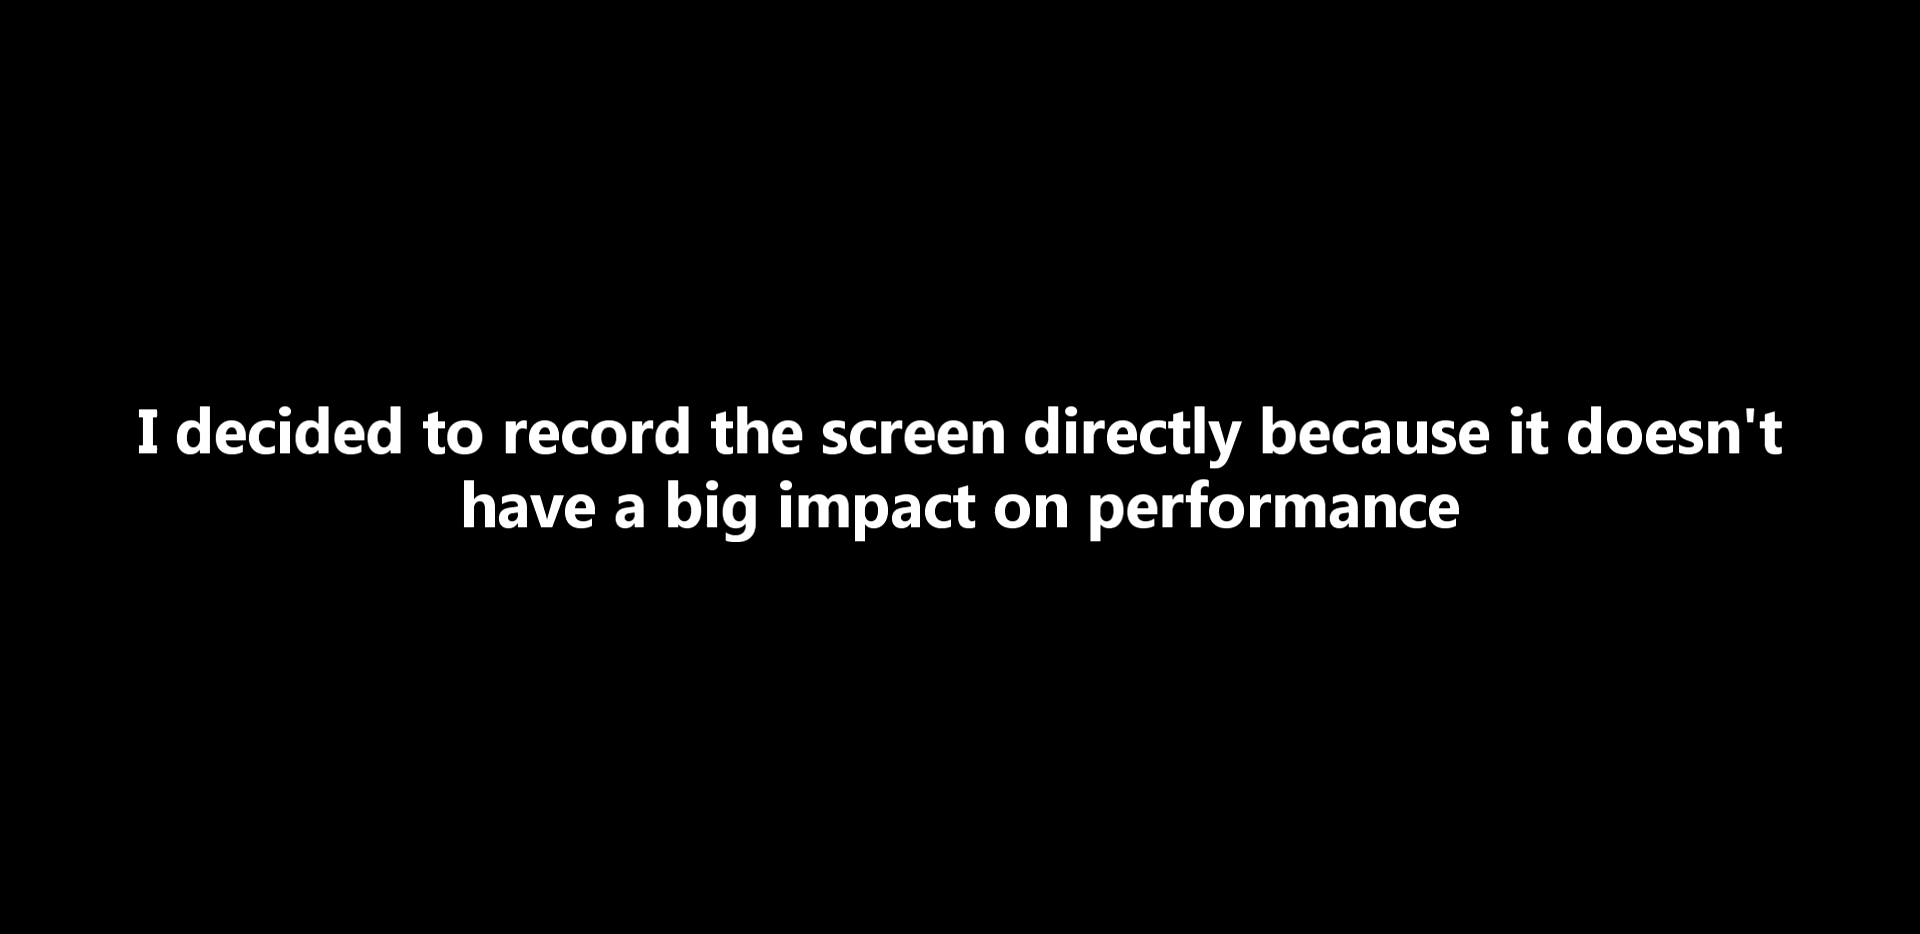 I decided to record the screen directly because it doesn't
have a big impact on performance